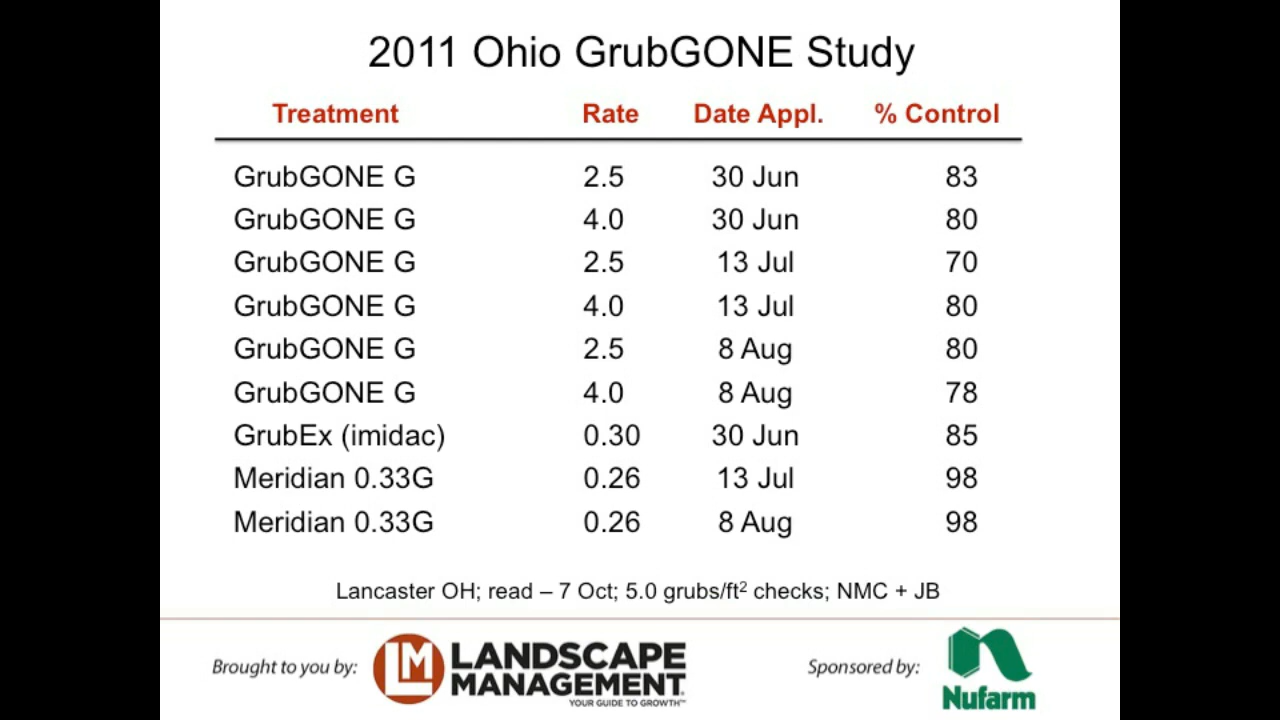 2011 Ohio GrubGONE Study
Treatment Rate Date Appl. % Control
GrubGONE G 2.5 30 Jun 83
GrubGONE G 4.0 30 Jun 80
GrubGONE G 2.5 13 Jul 70
GrubGONE G 4.0 13 Jul 80
GrubGONE G 2.5 8 Aug 80
GrubGONE G 4.0 8 Aug 78
GrubEx (imidac) 0.30 30 Jun 85
Meridian 0.33G 0.26 13 Jul 98
Meridian 0.33G 0.26 8 Aug 98
Lancaster OH; read – 7 Oct; 5.0 grubs/ft² checks; NMC + JB
Brought to you by: LM LANDSCAPE MANAGEMENT Sponsored by: Nufarm
YOUR GUIDE TO GROWTH™